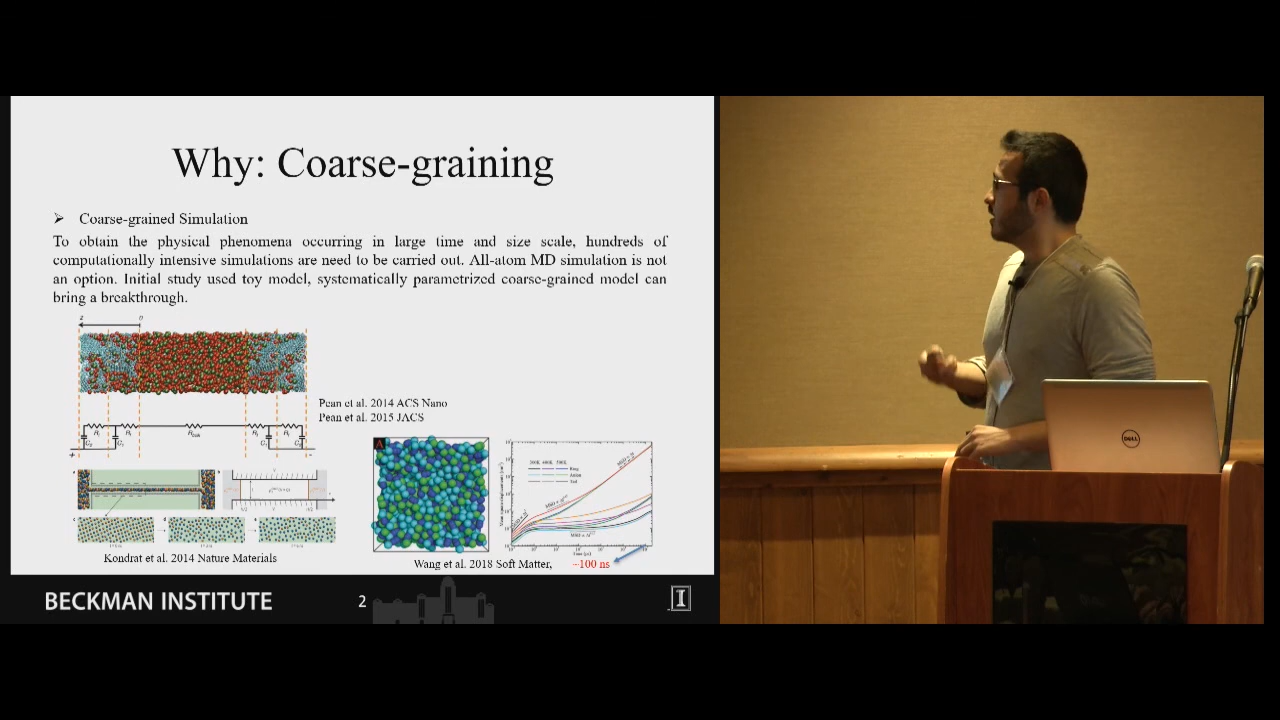 Why: Coarse-graining
Coarse-grained Simulation
To obtain the physical phenomena occurring in large time and size scale, hundreds of
computationally intensive simulations are need to be carried out. All-atom MD simulation is not
an option. Initial study used toy model, systematically parametrized coarse-grained model can
bring a breakthrough.
z 0
Pean et al. 2014 ACS Nano
Pean et al. 2015 JACS
A
Kondrat et al. 2014 Nature Materials
Wang et al. 2018 Soft Matter, ~100 ns
BECKMAN INSTITUTE
2
I
DELL